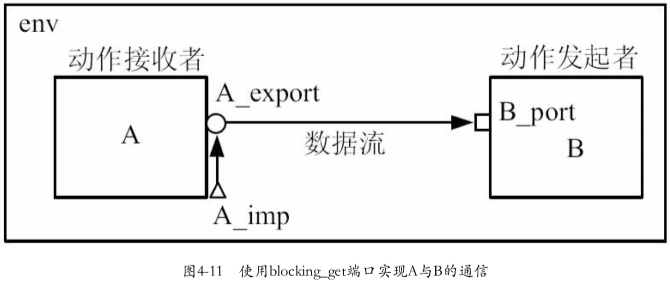 env
动作接收者
动作发起者
A_export
B_port
A
数据流
B
A_imp
图4-11 使用blocking_get端口实现A与B的通信